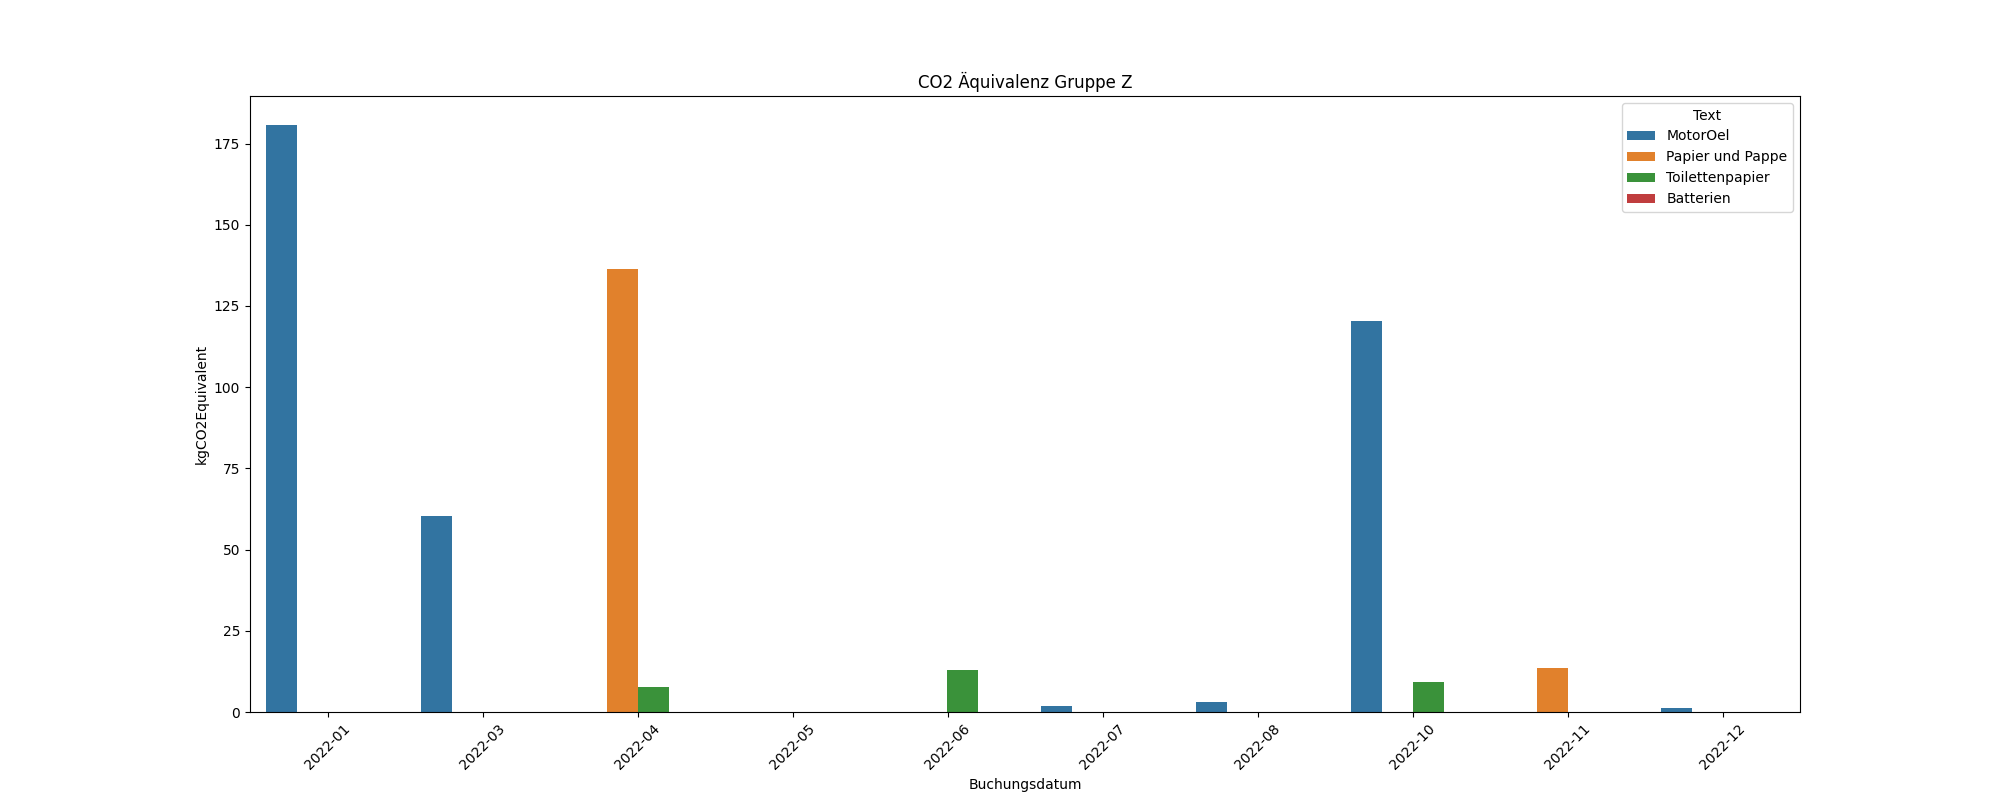 CO2 Äquivalenz Gruppe Z
Text
MotorOel
Papier und Pappe
Toilettenpapier
Batterien
kgCO2Equivalent
175
150
125
100
75
50
25
0
2022-01
2022-03
2022-04
2022-05
2022-06
2022-07
2022-08
2022-10
2022-11
2022-12
Buchungsdatum